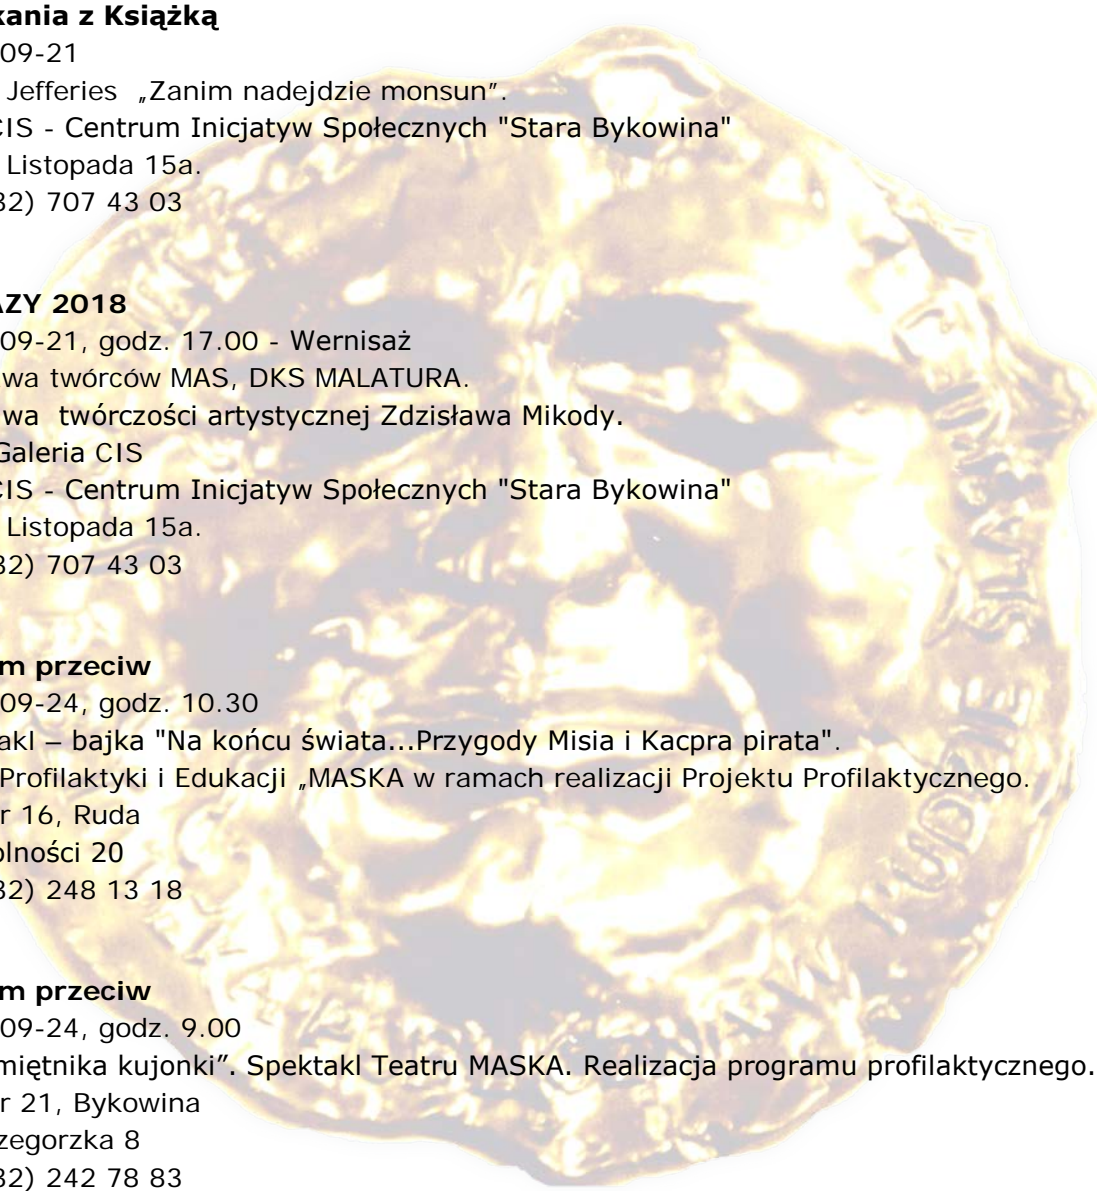 kania z Książką
09-21
Jefferies „Zanim nadejdzie monsun”.
CIS - Centrum Inicjatyw Społecznych "Stara Bykowina"
Listopada 15a.
32) 707 43 03
AZY 2018
09-21, godz. 17.00 - Wernisaż
wa twórców MAS, DKS MALATURA.
wa twórczości artystycznej Zdzisława Mikody.
Galeria CIS
CIS - Centrum Inicjatyw Społecznych "Stara Bykowina"
Listopada 15a.
32) 707 43 03
m przeciw
09-24, godz. 10.30
akI – bajka "Na końcu świata...Przygody Misia i Kacpra pirata".
Profilaktyki i Edukacji „MASKA w ramach realizacji Projektu Profilaktycznego.
r 16, Ruda
olności 20
32) 248 13 18
m przeciw
09-24, godz. 9.00
miętnika kujonki”. Spektakl Teatru MASKA. Realizacja programu profilaktycznego.
r 21, Bykowina
zegorzka 8
32) 242 78 83